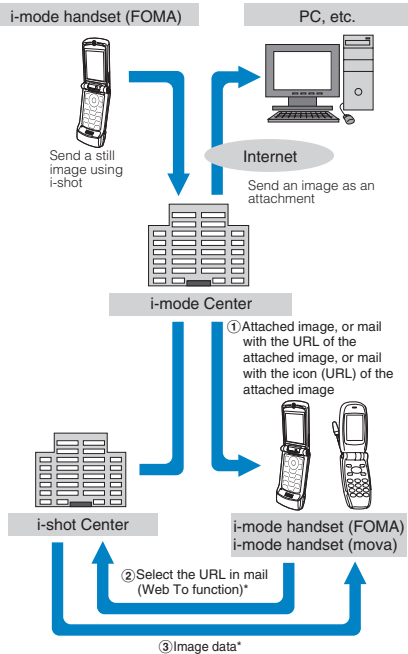 i-mode handset (FOMA)
PC, etc.
Send a still
image using
i-shot
Internet
Send an image as an
attachment
i-mode Center
①Attached image, or mail
with the URL of the
attached image, or mail
with the icon (URL) of the
attached image
i-shot Center
i-mode handset (FOMA)
i-mode handset (mova)
②Select the URL in mail
(Web To function)*
③Image data*